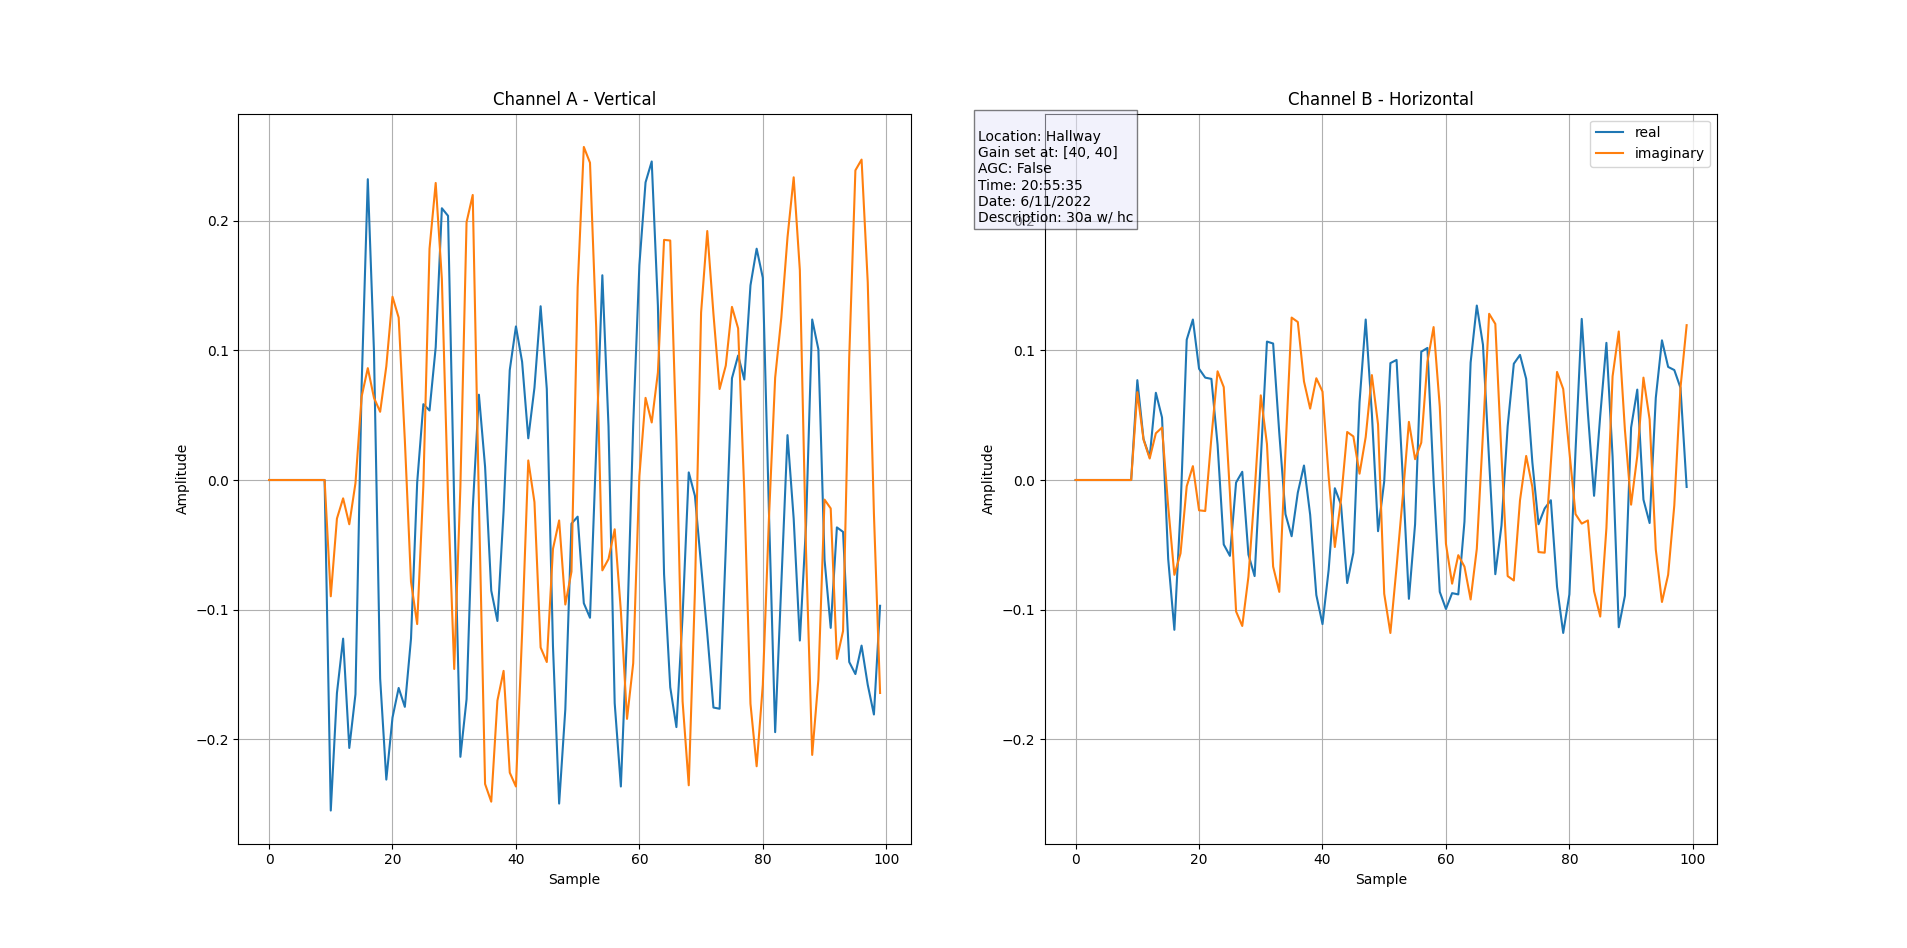 Channel A - Vertical
Amplitude
0.2
0.1
0.0
−0.1
−0.2
0
20
40
60
80
100
Sample
Channel B - Horizontal
Location: Hallway
Gain set at: [40, 40]
AGC: False
Time: 20:55:35
Date: 6/11/2022
Description: 30a w/ hc
real
imaginary
Amplitude
0.2
0.1
0.0
−0.1
−0.2
0
20
40
60
80
100
Sample